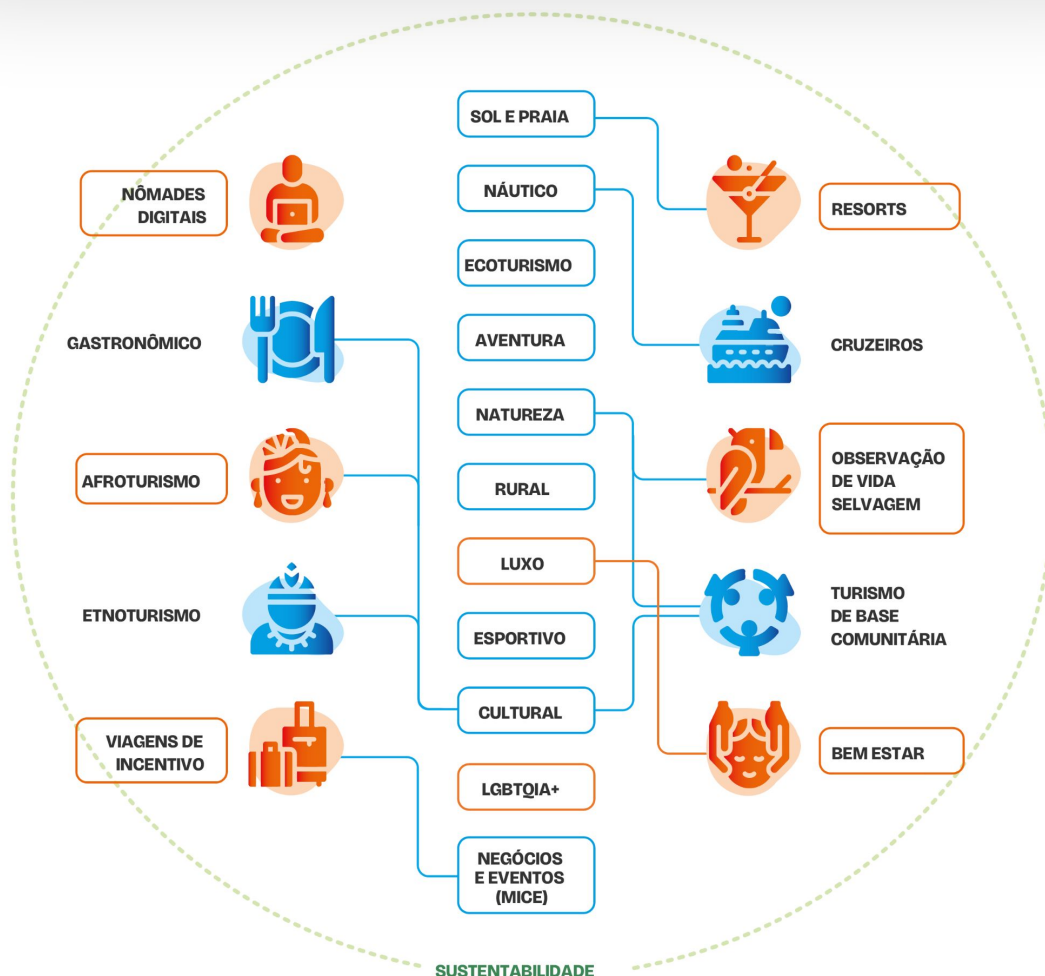 SOL E PRAIA
NÁUTICO
ECOTURISMO
AVENTURA
NATUREZA
RURAL
LUXO
ESPORTIVO
CULTURAL
LGBTQIA+
NEGÓCIOS
E EVENTOS
(MICE)
NÔMADES
DIGITAIS
GASTRONÔMICO
AFROTURISMO
ETNOTURISMO
VIAGENS DE
INCENTIVO
RESORTS
CRUZEIROS
OBSERVAÇÃO
DE VIDA
SELVAGEM
TURISMO
DE BASE
COMUNITÁRIA
BEM ESTAR
SUSTENTABILIDADE